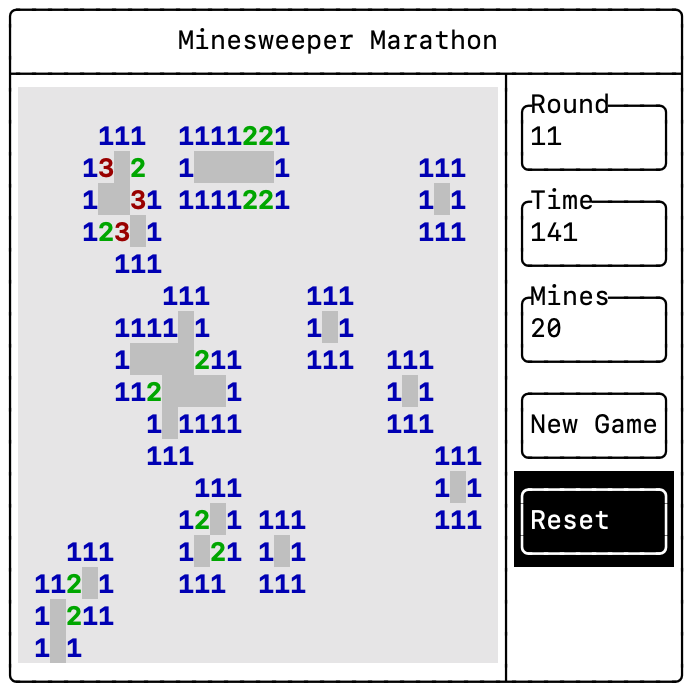 Minesweeper Marathon
111 1111221
13 2 1 1 111
1 31 1111221 1 1
123 1 111
111
111 111
1111 1 1 1
1 211 111 111
112 1 1 1
1 1111 111
111 111
111 1 1
12 1 111 111
111 1 21 1 1
112 1 111 111
1 211
1 1
Round
11
Time
141
Mines
20
New Game
Reset